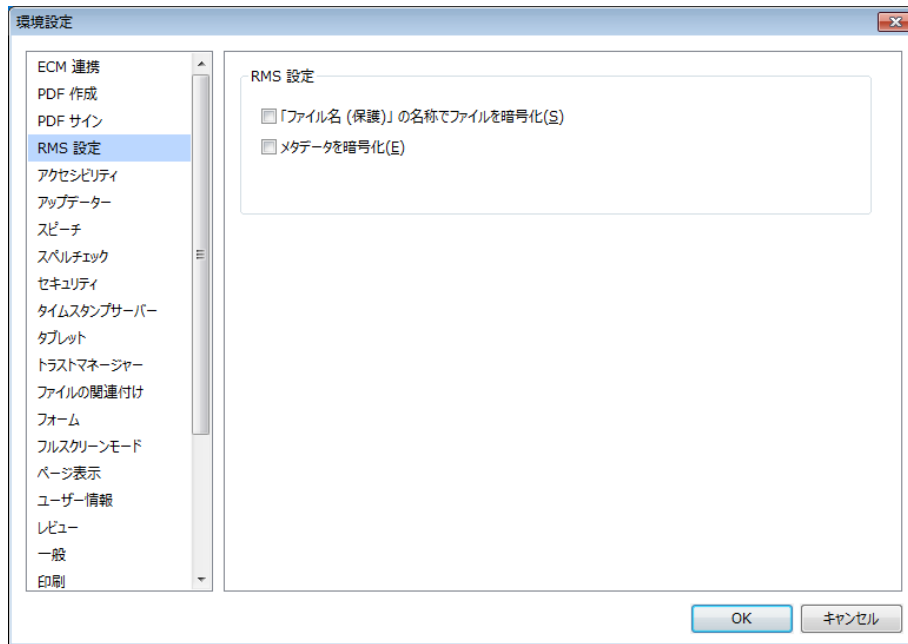 環境設定
ECM 連携
PDF 作成
PDF サイン
RMS 設定
アクセシビリティ
アップデーター
スピーチ
スペルチェック
セキュリティ
タイムスタンプサーバー
タブレット
トラストマネージャー
ファイルの関連付け
フォーム
フルスクリーンモード
ページ表示
ユーザー情報
レビュー
一般
印刷
RMS 設定
「ファイル名 (保護)」の名称でファイルを暗号化(S)
メタデータを暗号化(E)
OK
キャンセル